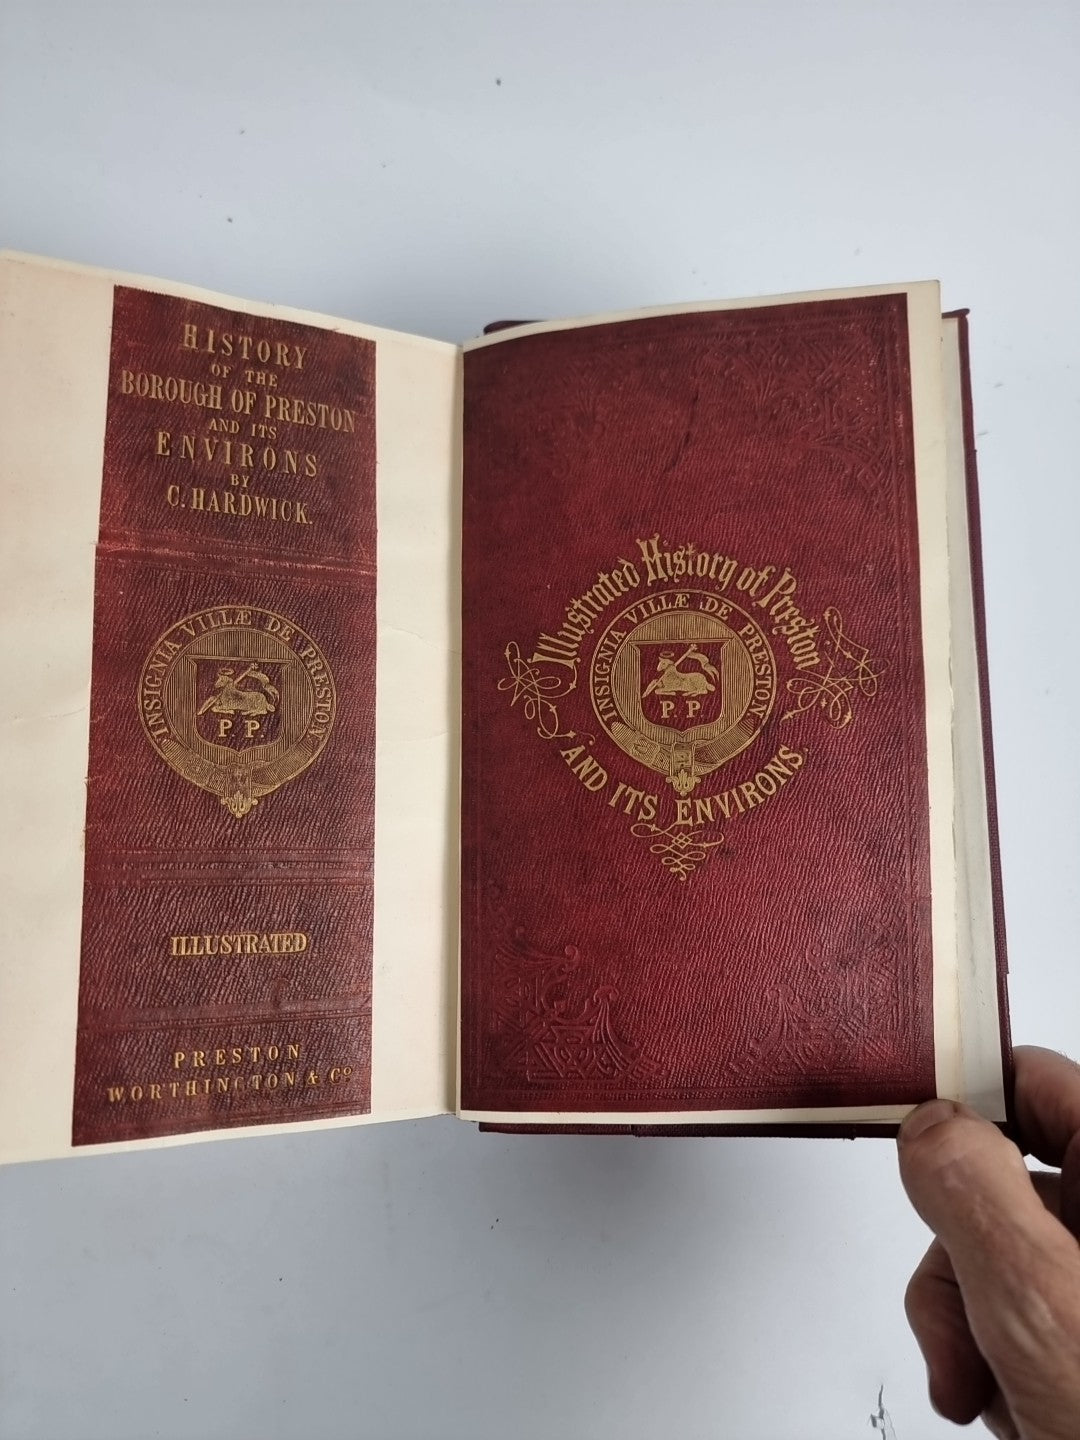 HISTORY
OF THE
BOROUGH OF PRESTON
AND ITS
ENVIRONS
BY
C. HARDWICK.
INSIGNIA VILLÆ DE PRESTON
P. P.
ILLUSTRATED
PRESTON
WORTHINGTON & Cº
Illustrated History of Preston
INSIGNIA VILLÆ DE PRESTON
P. P
AND ITS ENVIRONS